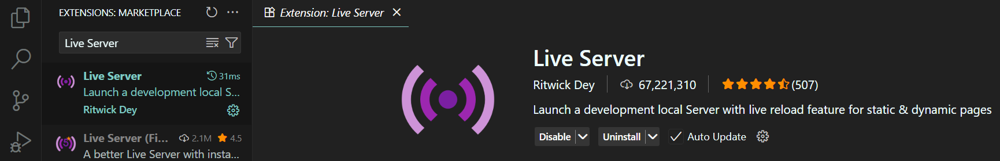 EXTENSIONS: MARKETPLACE
Live Server
Live Server 31ms
Launch a development local S...
Ritwick Dey
Live Server (Fi... 2.1M 4.5
A better Live Server with insta...
Extension: Live Server
Live Server
Ritwick Dey 67,221,310 (507)
Launch a development local Server with live reload feature for static & dynamic pages
Disable Uninstall Auto Update